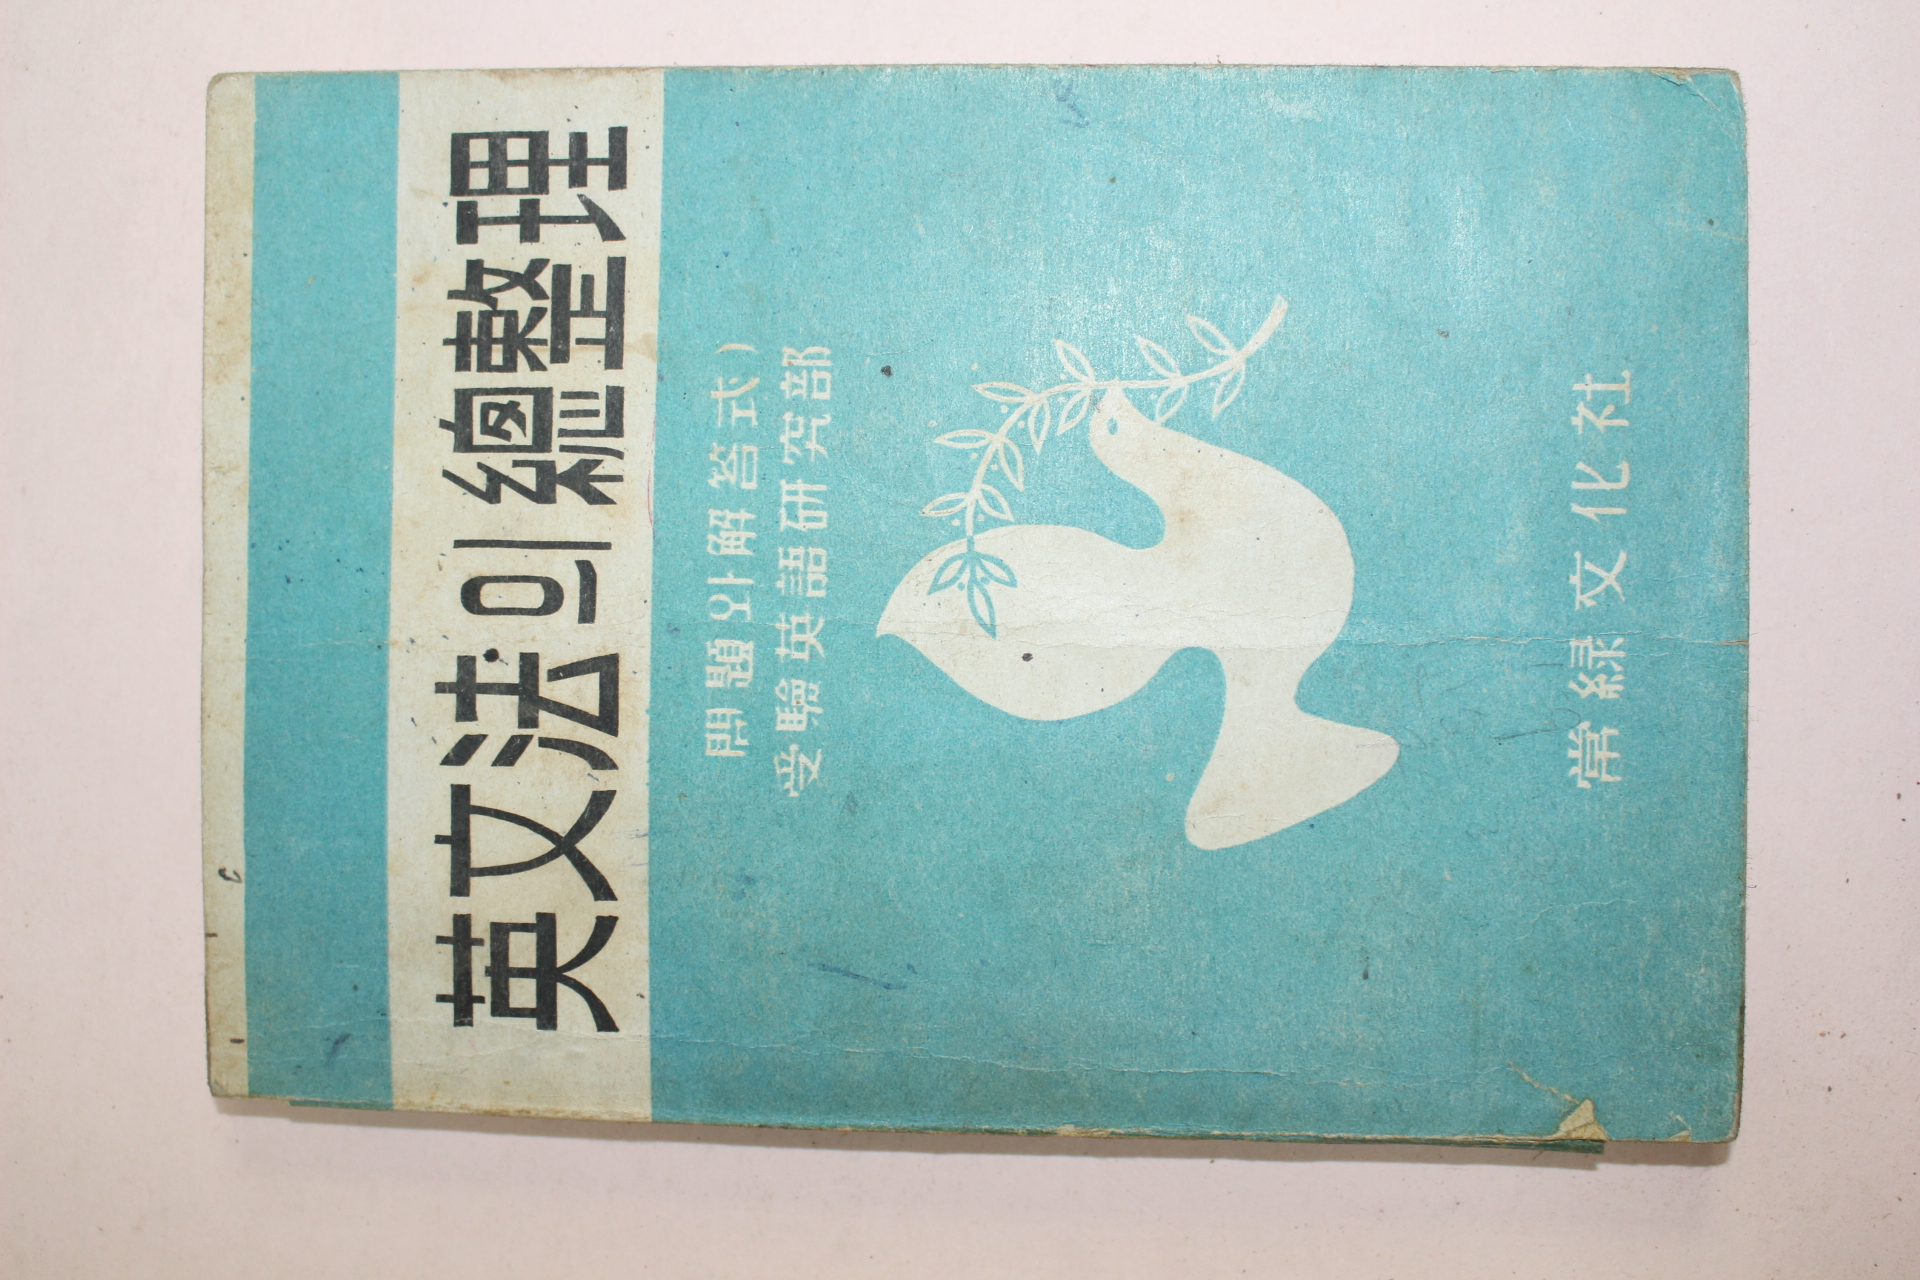 英文法의總整理
問題와解答式)
受驗英語研究部
常緑文化社